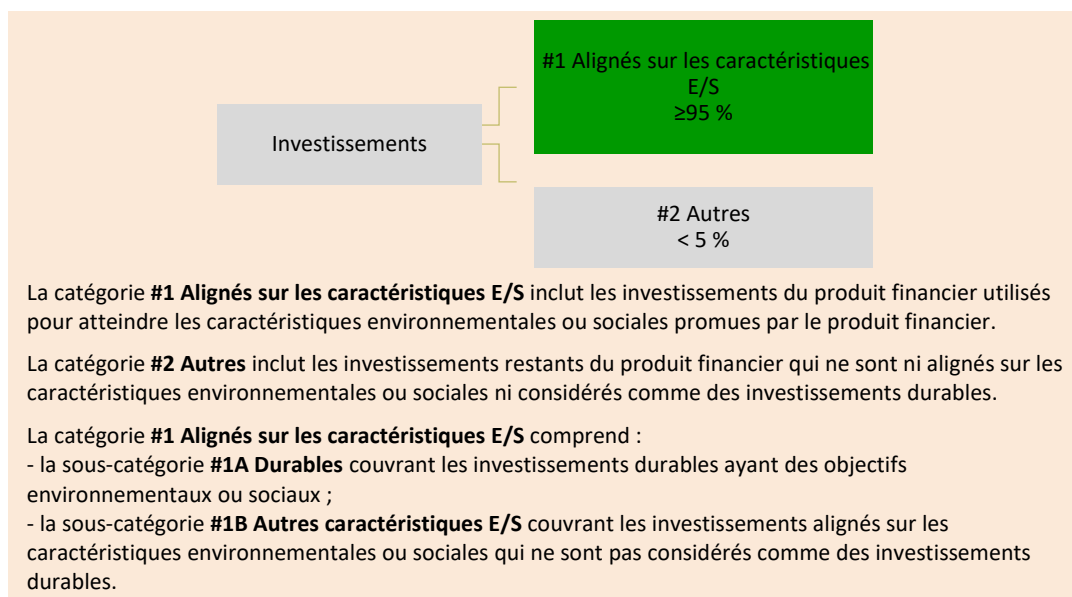 #1 Alignés sur les caractéristiques
E/S
≥95 %
Investissements
#2 Autres
< 5 %
La catégorie #1 Alignés sur les caractéristiques E/S inclut les investissements du produit financier utilisés
pour atteindre les caractéristiques environnementales ou sociales promues par le produit financier.
La catégorie #2 Autres inclut les investissements restants du produit financier qui ne sont ni alignés sur les
caractéristiques environnementales ou sociales ni considérés comme des investissements durables.
La catégorie #1 Alignés sur les caractéristiques E/S comprend :
- la sous-catégorie #1A Durables couvrant les investissements durables ayant des objectifs
environnementaux ou sociaux ;
- la sous-catégorie #1B Autres caractéristiques E/S couvrant les investissements alignés sur les
caractéristiques environnementales ou sociales qui ne sont pas considérés comme des investissements
durables.